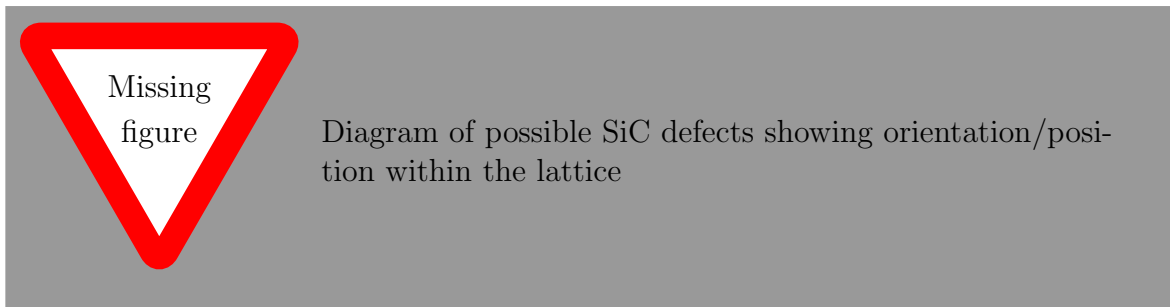 Missing
figure
Diagram of possible SiC defects showing orientation/posi-
tion within the lattice